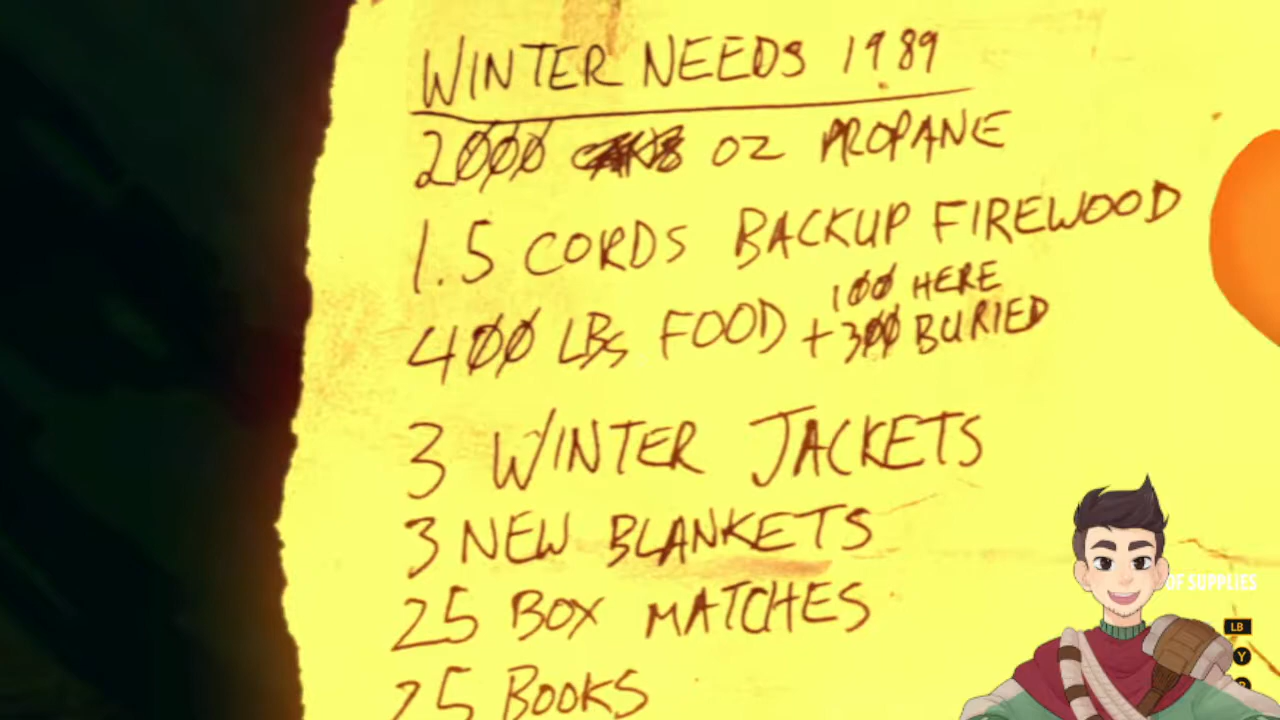 WINTER NEEDS 1989
2000 oz PROPANE
1.5 CORDS BACKUP FIREWOOD
100 HERE
400 LBs FOOD +300 BURIED
3 WINTER JACKETS
3 NEW BLANKETS
25 BOX MATCHES
25 BOOKS
OF SUPPLIES
LB
Y